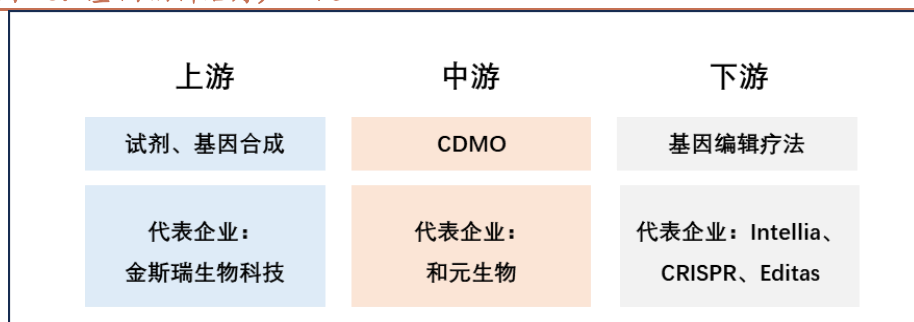 上游
中游
下游
试剂、基因合成
CDMO
基因编辑疗法
代表企业：
金斯瑞生物科技
代表企业：
和元生物
代表企业：Intellia、
CRISPR、Editas